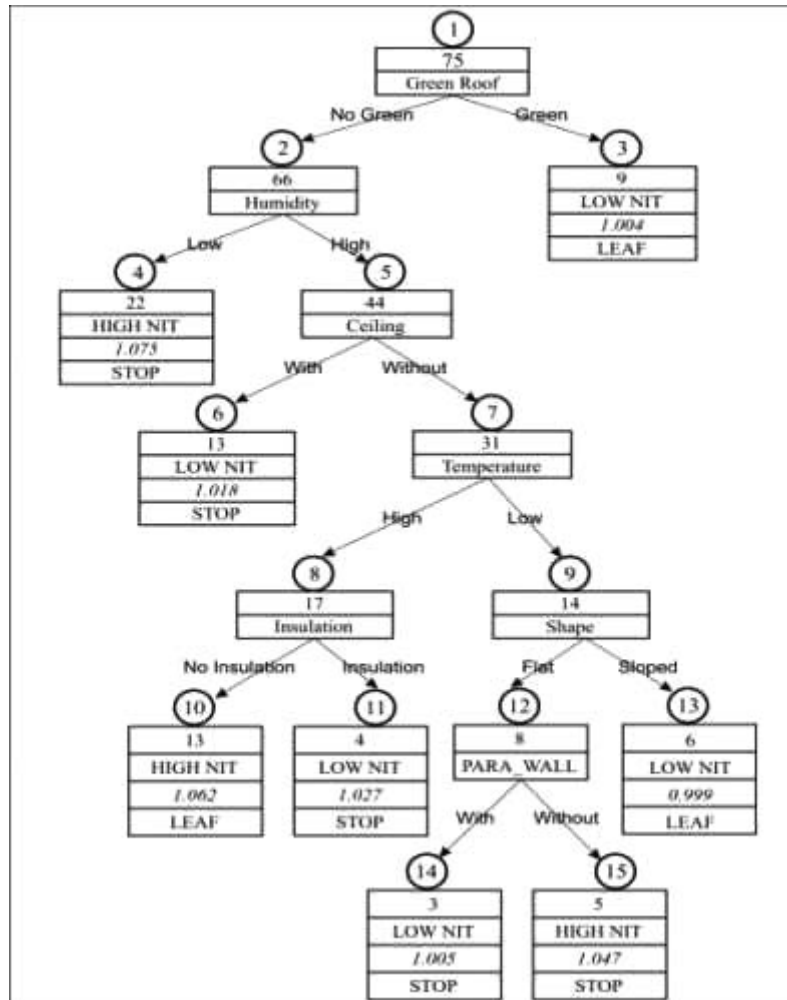 1
75
Green Roof
No Green
Green
2
3
66
Humidity
9
LOW NIT
1.004
LEAF
Low
High
4
5
22
HIGH NIT
1.075
STOP
44
Ceiling
With
Without
6
7
13
LOW NIT
1.018
STOP
31
Temperature
High
Low
8
9
17
Insulation
14
Shape
No Insulation
Insulation
Flat
Sloped
10
11
12
13
13
HIGH NIT
1.062
LEAF
4
LOW NIT
1.027
STOP
8
PARA_WALL
6
LOW NIT
0.999
LEAF
With
Without
14
15
3
LOW NIT
1.005
STOP
5
HIGH NIT
1.047
STOP